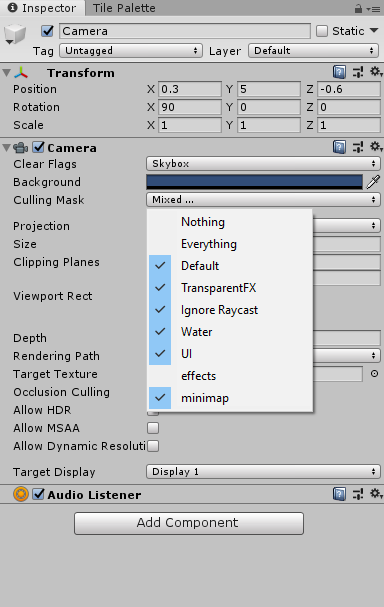 Inspector Tile Palette
Camera Static
Tag Untagged Layer Default
Transform
Position X 0.3 Y 5 Z -0.6
Rotation X 90 Y 0 Z 0
Scale X 1 Y 1 Z 1
Camera
Clear Flags Skybox
Background
Culling Mask Mixed ...
Nothing
Projection
Size Everything
Clipping Planes Default
TransparentFX
Viewport Rect Ignore Raycast
Water
Depth
Rendering Path UI
Target Texture effects
Occlusion Culling minimap
Allow HDR
Allow MSAA
Allow Dynamic Resoluti
Target Display Display 1
Audio Listener
Add Component